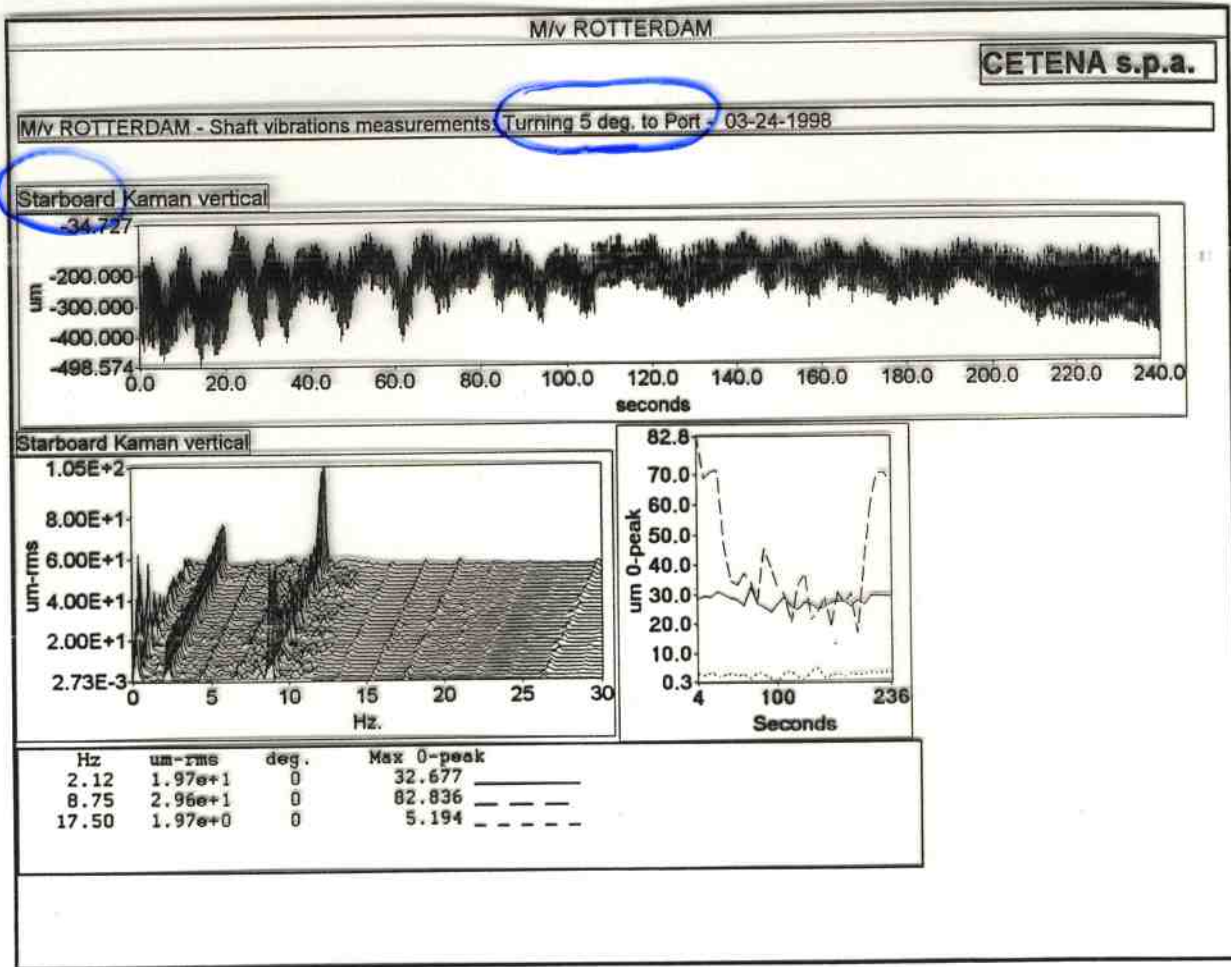 M/v ROTTERDAM
CETENA s.p.a.
M/v ROTTERDAM - Shaft vibrations measurements: Turning 5 deg. to Port - 03-24-1998
Starboard Kaman vertical
-34.727
-200.000
-300.000
-400.000
-498.574
um
0.0 20.0 40.0 60.0 80.0 100.0 120.0 140.0 160.0 180.0 200.0 220.0 240.0
seconds
Starboard Kaman vertical
1.05E+2
8.00E+1
6.00E+1
4.00E+1
2.00E+1
2.73E-3
um-rms
0 5 10 15 20 25 30
Hz.
82.8
70.0
60.0
50.0
40.0
30.0
20.0
10.0
0.3
um 0-peak
4 100 236
Seconds
Hz um-rms deg. Max 0-peak
2.12 1.97e+1 0 32.677
8.75 2.96e+1 0 82.836
17.50 1.97e+0 0 5.194